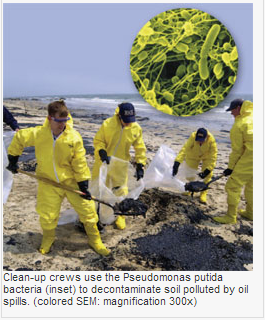 Clean-up crews use the Pseudomonas putida
bacteria (inset) to decontaminate soil polluted by oil
spills. (colored SEM: magnification 300x)